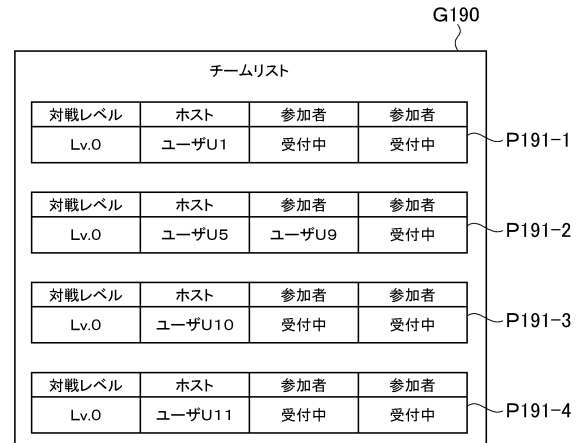 G190
チームリスト
対戦レベル ホスト 参加者 参加者
Lv.0 ユーザU1 受付中 受付中 P191-1
対戦レベル ホスト 参加者 参加者
Lv.0 ユーザU5 ユーザU9 受付中 P191-2
対戦レベル ホスト 参加者 参加者
Lv.0 ユーザU10 受付中 受付中 P191-3
対戦レベル ホスト 参加者 参加者
Lv.0 ユーザU11 受付中 受付中 P191-4